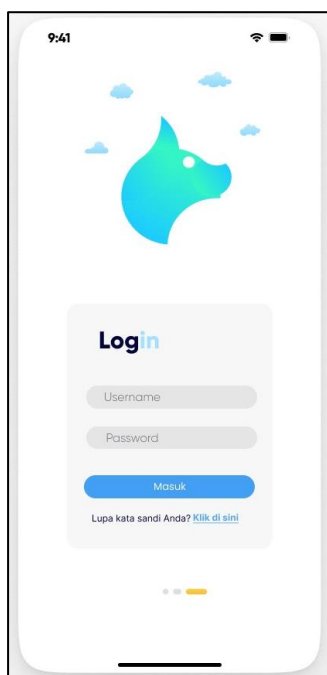 9:41
Login
Username
Password
Masuk
Lupa kata sandi Anda? Klik di sini